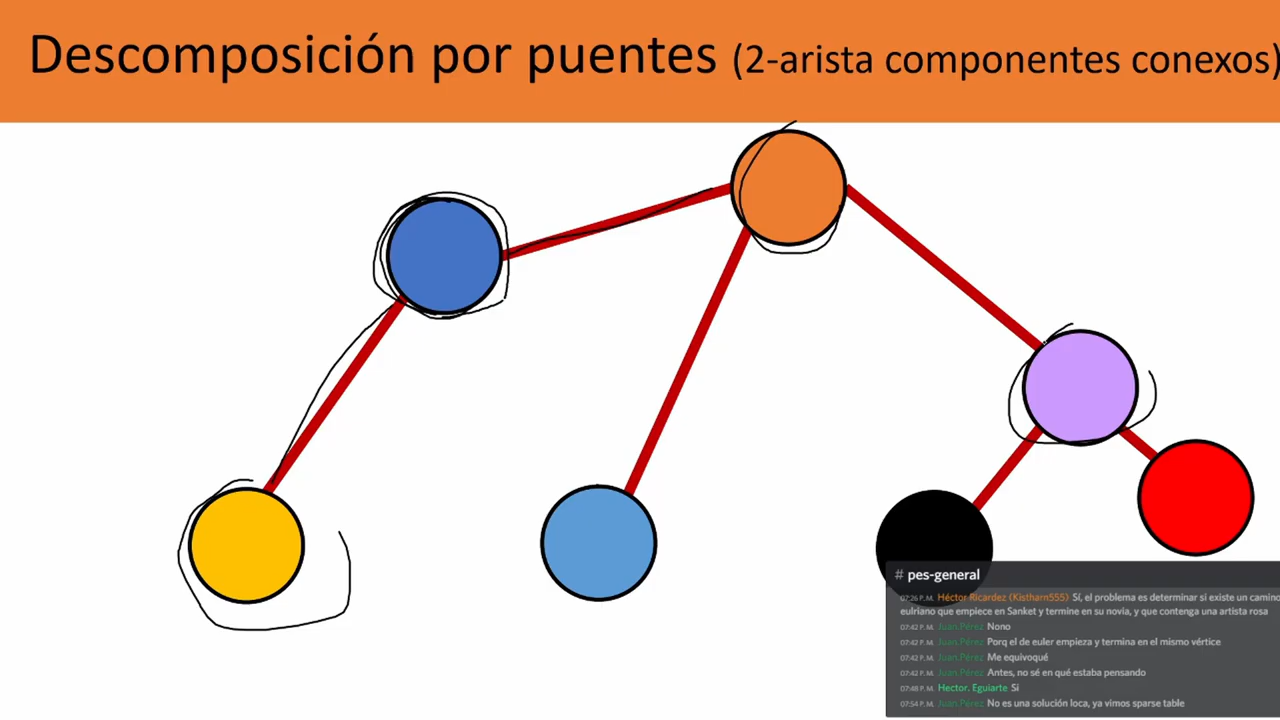 Descomposición por puentes (2-arista componentes conexos)
# pes-general
07:26 P.M. Héctor Ricardez (Kistharn555) Sí, el problema es determinar si existe un camino
eulriano que empiece en Sanket y termine en su novia, y que contenga una artista rosa
07:42 P.M. Juan.Pérez Nono
07:42 P.M. Juan.Pérez Porq el de euler empieza y termina en el mismo vértice
07:42 P.M. Juan.Pérez Me equivoqué
07:42 P.M. Juan.Pérez Antes, no sé en qué estaba pensando
07:48 P.M. Hector. Eguiarte Si
07:54 P.M. Juan.Pérez No es una solución loca, ya vimos sparse table